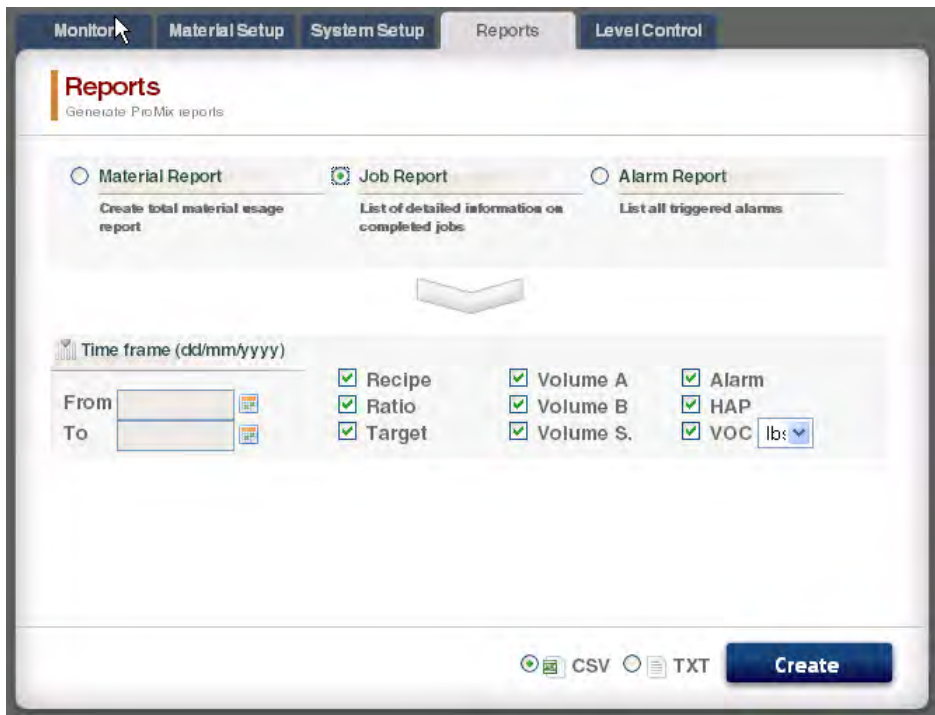 Monitor Material Setup System Setup Reports Level Control
Reports
Generate ProMix reports
Material Report Job Report Alarm Report
Create total material usage List of detailed information on List all triggered alarms
report completed jobs
Time frame (dd/mm/yyyy)
Recipe Volume A Alarm
From Ratio Volume B HAP
To Target Volume S. VOC lbs
CSV TXT Create